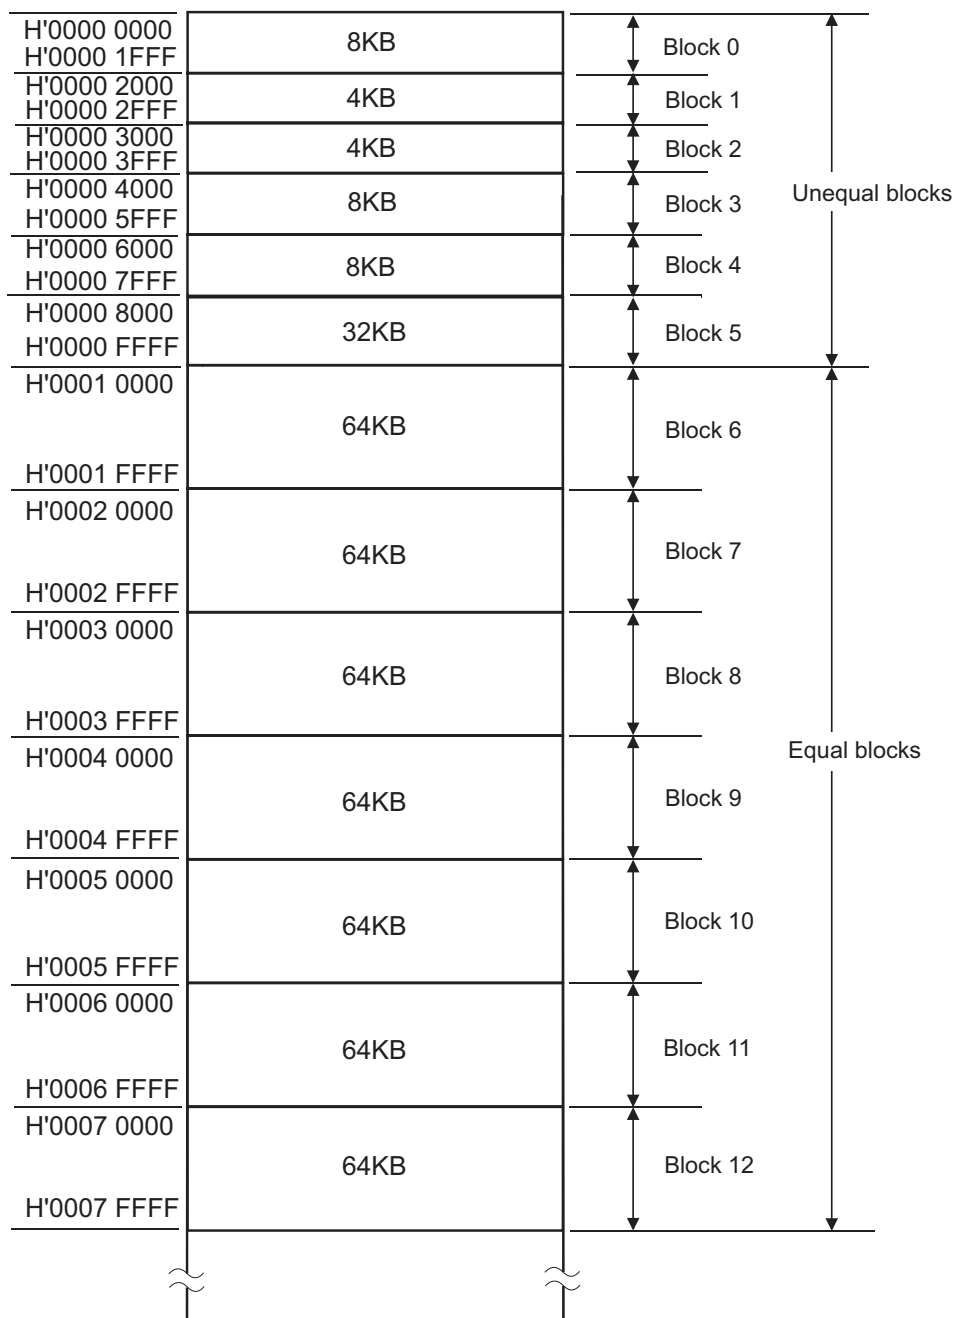 H'0000 0000
8KB
Block 0
H'0000 1FFF
H'0000 2000
4KB
Block 1
H'0000 2FFF
H'0000 3000
4KB
Block 2
H'0000 3FFF
H'0000 4000
8KB
Block 3
Unequal blocks
H'0000 5FFF
H'0000 6000
8KB
Block 4
H'0000 7FFF
H'0000 8000
32KB
Block 5
H'0000 FFFF
H'0001 0000
64KB
Block 6
H'0001 FFFF
H'0002 0000
64KB
Block 7
H'0002 FFFF
H'0003 0000
64KB
Block 8
H'0003 FFFF
H'0004 0000
Equal blocks
64KB
Block 9
H'0004 FFFF
H'0005 0000
64KB
Block 10
H'0005 FFFF
H'0006 0000
64KB
Block 11
H'0006 FFFF
H'0007 0000
64KB
Block 12
H'0007 FFFF